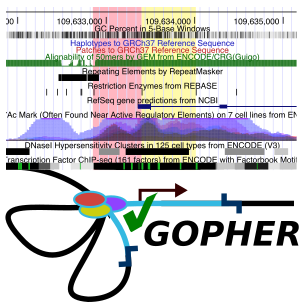 0| 109,633,000| 109,634,000| 109,635,000|
GC Percent in 5-Base Windows
Haplotypes to GRCh37 Reference Sequence
Patches to GRCh37 Reference Sequence
Alignability of 50mers by GEM from ENCODE/CRG(Guigo)
Repeating Elements by RepeatMasker
Restriction Enzymes from REBASE
RefSeq gene predictions from NCBI
Ac Mark (Often Found Near Active Regulatory Elements) on 7 cell lines from EN
DNaseI Hypersensitivity Clusters in 125 cell types from ENCODE (V3)
ranscription Factor ChIP-seq (161 factors) from ENCODE with Factorbook Motif
GOPHER